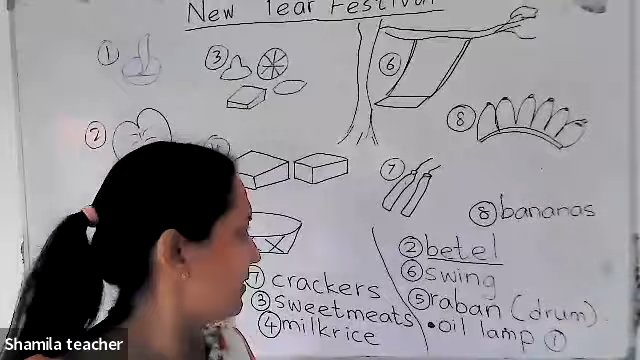 New Year Festival
①
③
⑥
⑧
②
⑦
⑧ bananas
② betel
⑥ swing
⑤ raban (drum)
• oil lamp ①
⑦ crackers
③ sweetmeats
④ milkrice
Shamila teacher